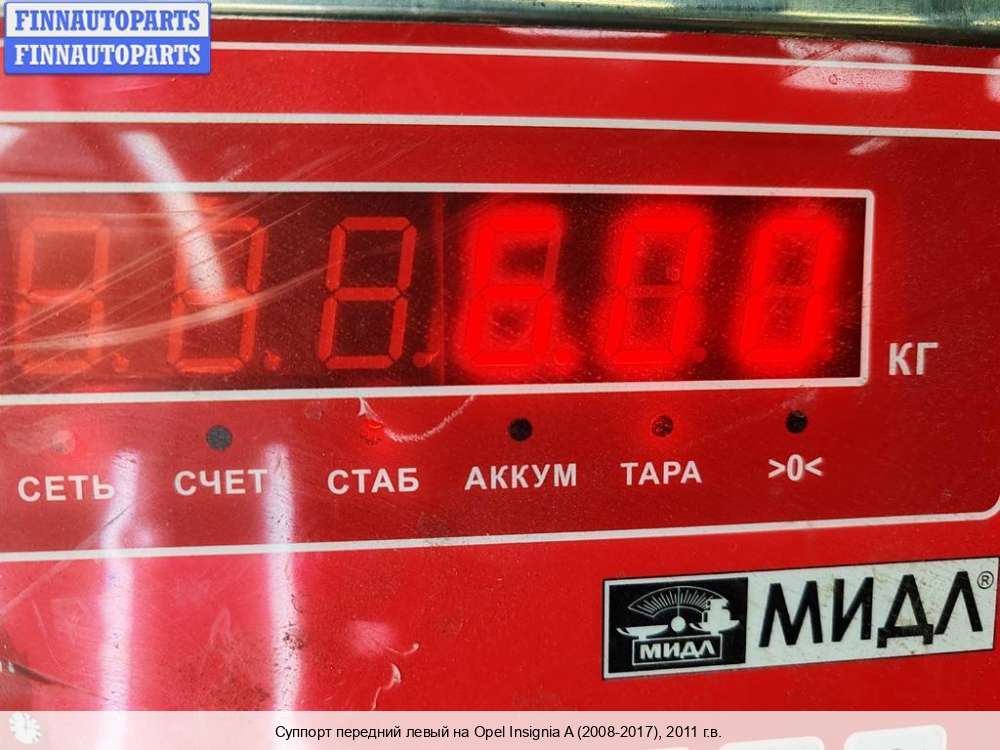 FINNAUTOPARTS
FINNAUTOPARTS
6.00
КГ
СЕТЬ СЧЕТ СТАБ АККУМ ТАРА >0<
МИДЛ МИДЛ®
Суппорт передний левый на Opel Insignia A (2008-2017), 2011 г.в.